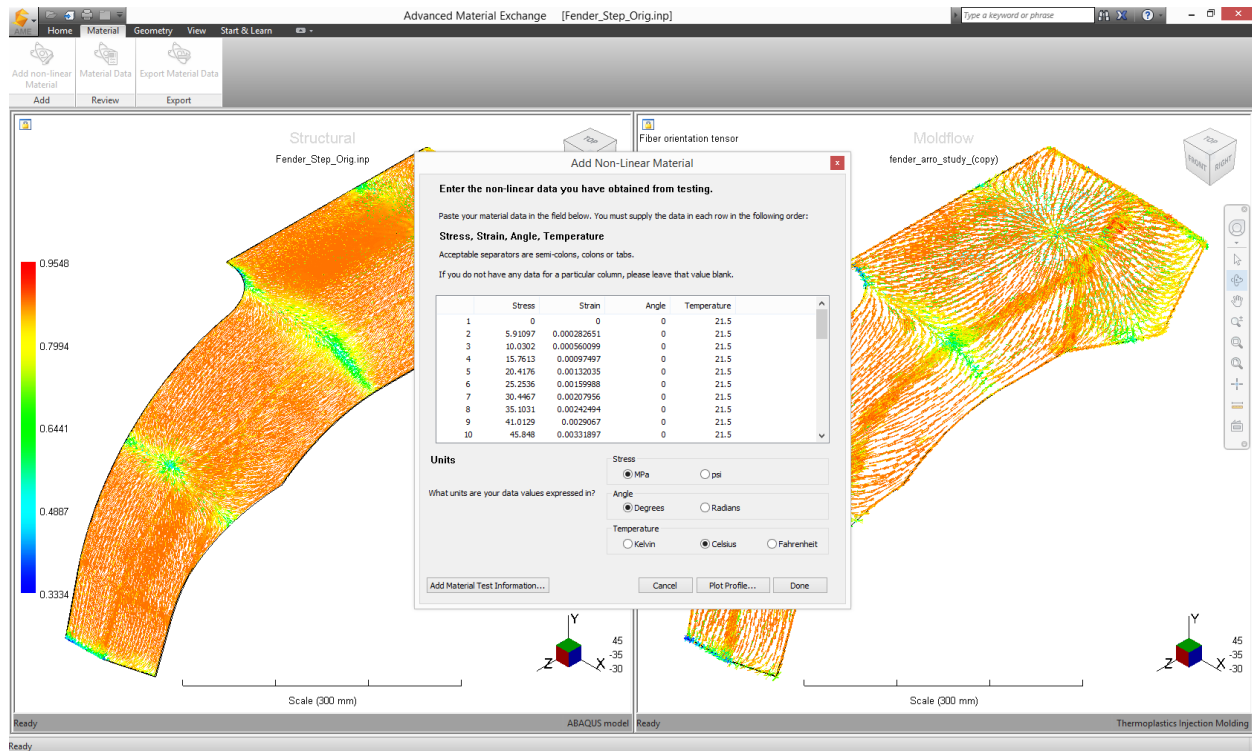 Advanced Material Exchange [Fender_Step_Orig.inp]
Type a keyword or phrase
AME
Home Material Geometry View Start & Learn
Add non-linear Material
Material Data
Export Material Data
Add Review Export
Structural
Fender_Step_Orig.inp
TOP
0.9548
0.7994
0.6441
0.4887
0.3334
Y
Z X
45
-35
-30
Scale (300 mm)
Ready ABAQUS model
Fiber orientation tensor
Moldflow
fender_arro_study_(copy)
TOP
FRONT RIGHT
Y
Z X
45
-35
-30
Scale (300 mm)
Ready Thermoplastics Injection Molding
Add Non-Linear Material
Enter the non-linear data you have obtained from testing.
Paste your material data in the field below. You must supply the data in each row in the following order:
Stress, Strain, Angle, Temperature
Acceptable separators are semi-colons, colons or tabs.
If you do not have any data for a particular column, please leave that value blank.
Stress Strain Angle Temperature
1 0 0 0 21.5
2 5.91097 0.000282651 0 21.5
3 10.0302 0.000560099 0 21.5
4 15.7613 0.00097497 0 21.5
5 20.4176 0.00132035 0 21.5
6 25.2536 0.00159988 0 21.5
7 30.4467 0.00207956 0 21.5
8 35.1031 0.00242494 0 21.5
9 41.0129 0.0029067 0 21.5
10 45.848 0.00331897 0 21.5
Units
What units are your data values expressed in?
Stress
MPa psi
Angle
Degrees Radians
Temperature
Kelvin Celsius Fahrenheit
Add Material Test Information... Cancel Plot Profile... Done
Ready